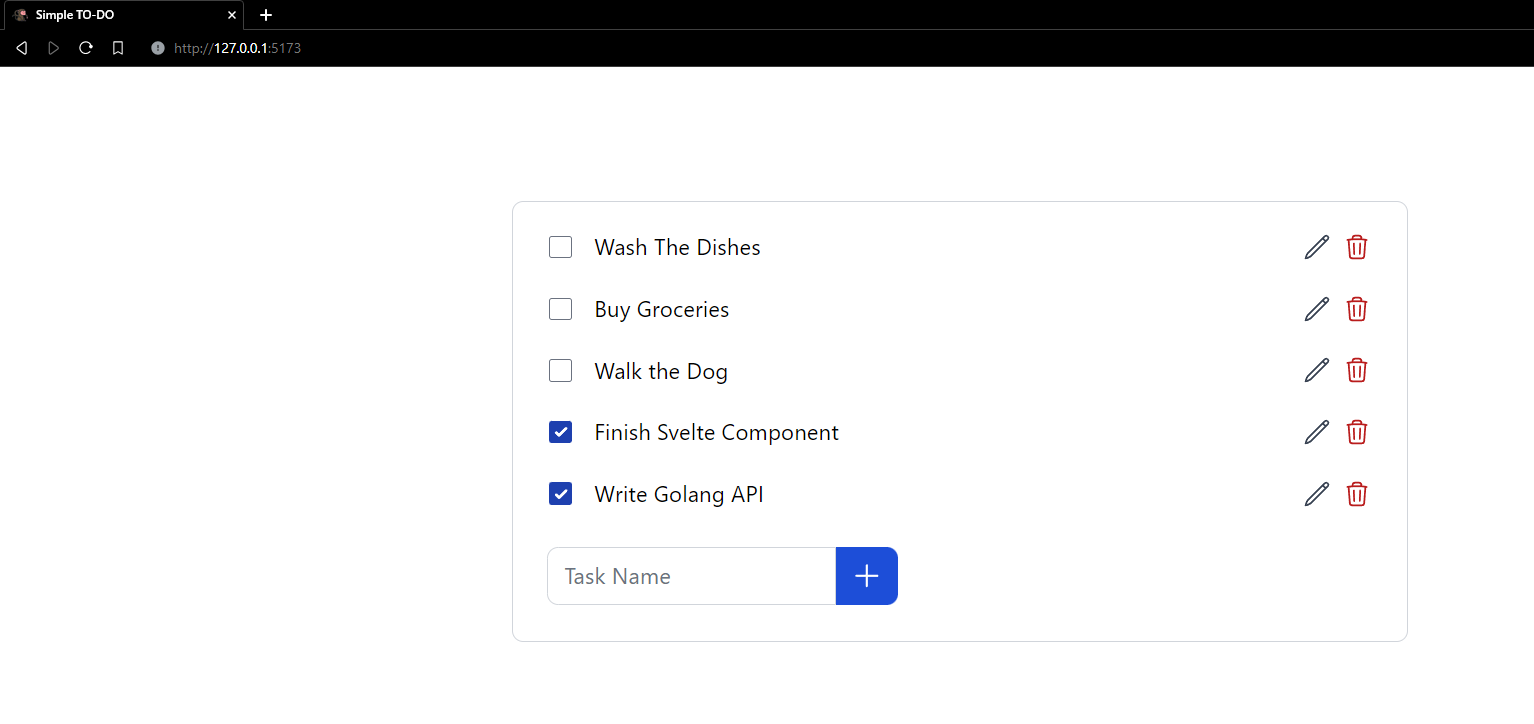 Simple TO-DO
http://127.0.0.1:5173
Wash The Dishes
Buy Groceries
Walk the Dog
Finish Svelte Component
Write Golang API
Task Name